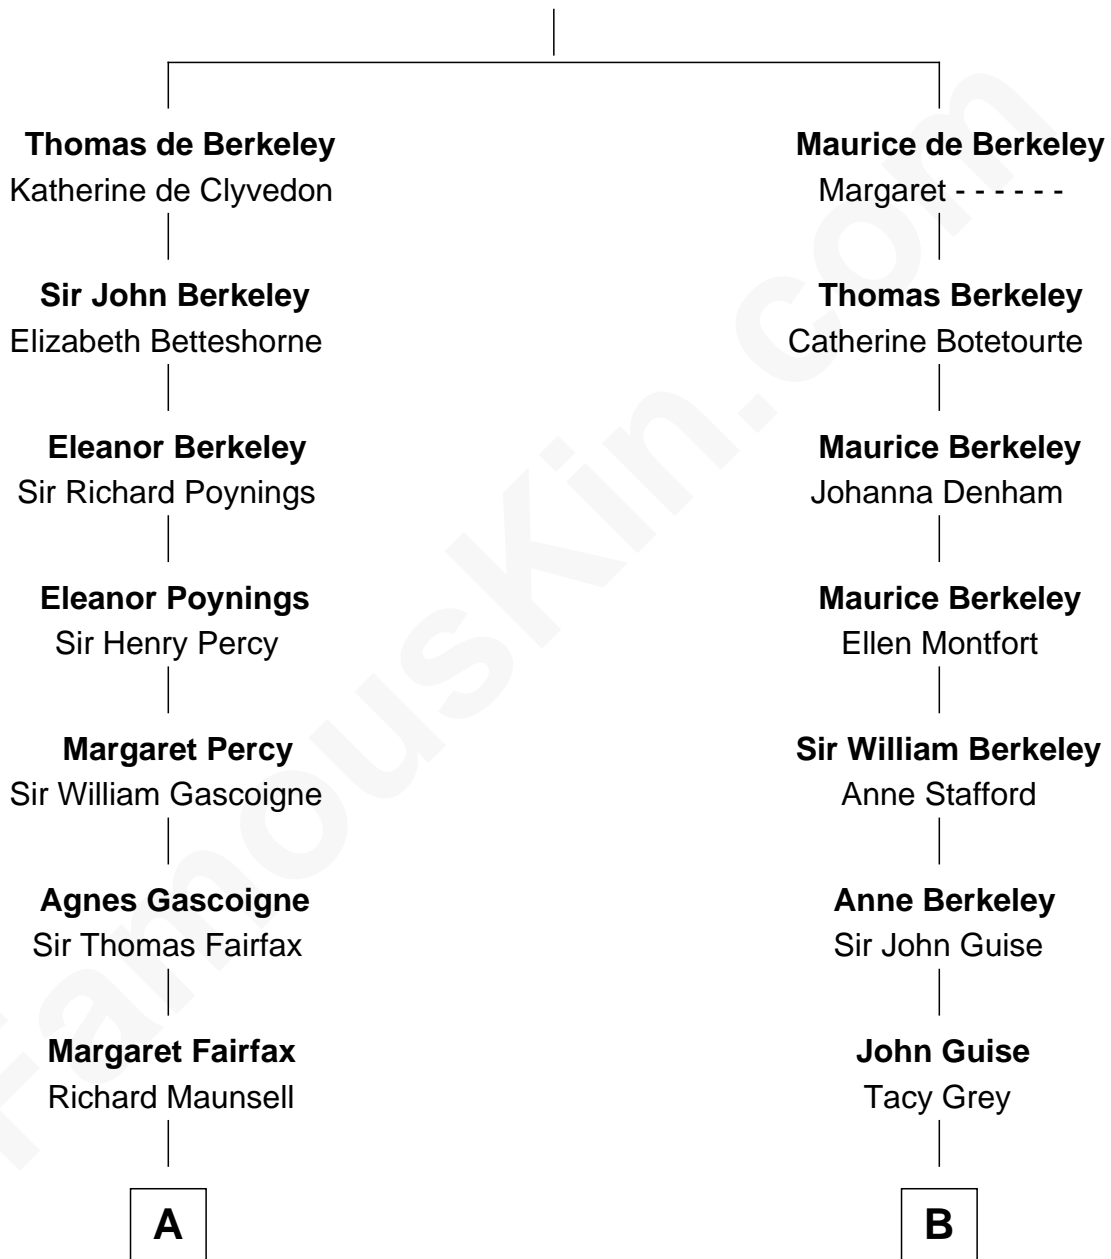 Thomas de Berkeley
Katherine de Clyvedon
Sir John Berkeley
Elizabeth Betteshorne
Eleanor Berkeley
Sir Richard Poynings
Eleanor Poynings
Sir Henry Percy
Margaret Percy
Sir William Gascoigne
Agnes Gascoigne
Sir Thomas Fairfax
Margaret Fairfax
Richard Maunsell
A
Maurice de Berkeley
Margaret - - - - - -
Thomas Berkeley
Catherine Botetourte
Maurice Berkeley
Johanna Denham
Maurice Berkeley
Ellen Montfort
Sir William Berkeley
Anne Stafford
Anne Berkeley
Sir John Guise
John Guise
Tacy Grey
B
FamousKin.com